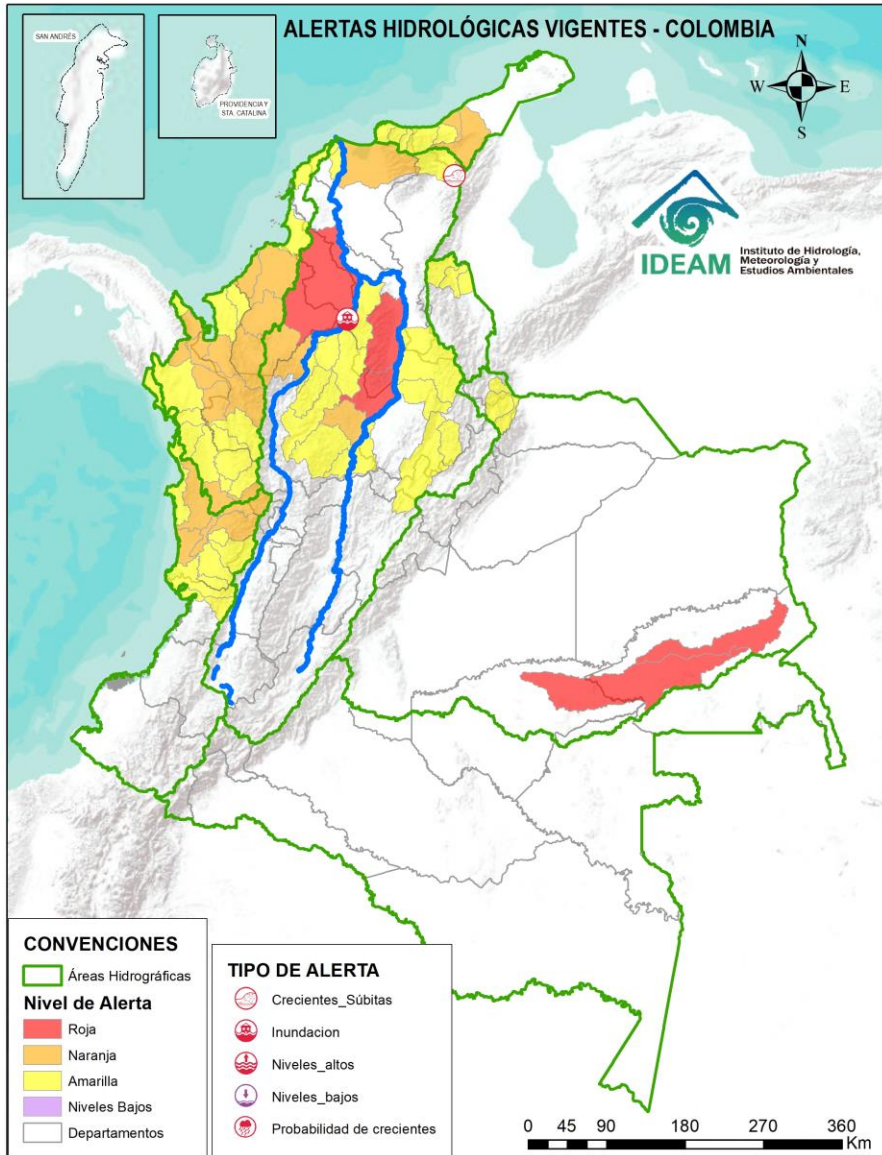 ALERTAS HIDROLÓGICAS VIGENTES - COLOMBIA
SAN ANDRÉS
PROVIDENCIA Y
STA. CATALINA
N
W
E
S
IDEAM
Instituto de Hidrología,
Meteorología y
Estudios Ambientales
CONVENCIONES
Áreas Hidrográficas
Nivel de Alerta
Roja
Naranja
Amarilla
Niveles Bajos
Departamentos
TIPO DE ALERTA
Crecientes_Súbitas
Inundacion
Niveles_altos
Niveles_bajos
Probabilidad de crecientes
0 45 90 180 270 360
Km